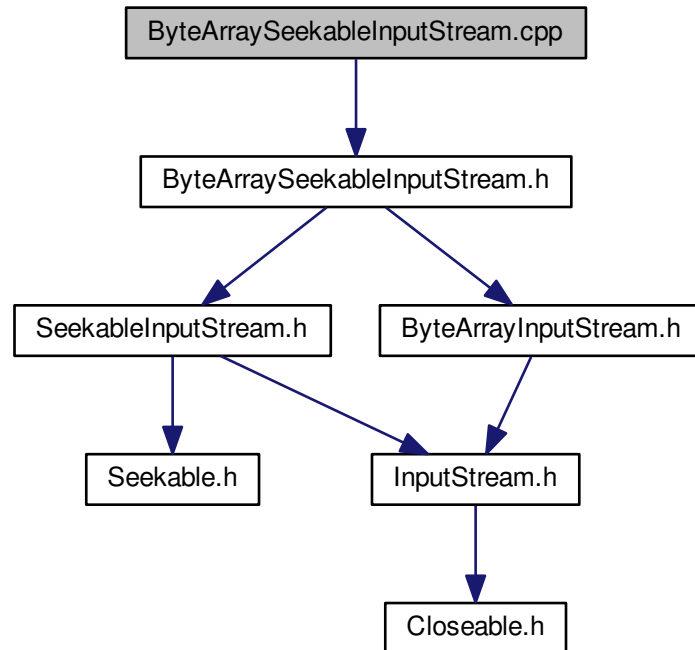 ByteArraySeekableInputStream.cpp
ByteArraySeekableInputStream.h
SeekableInputStream.h
ByteArrayInputStream.h
Seekable.h
InputStream.h
Closeable.h